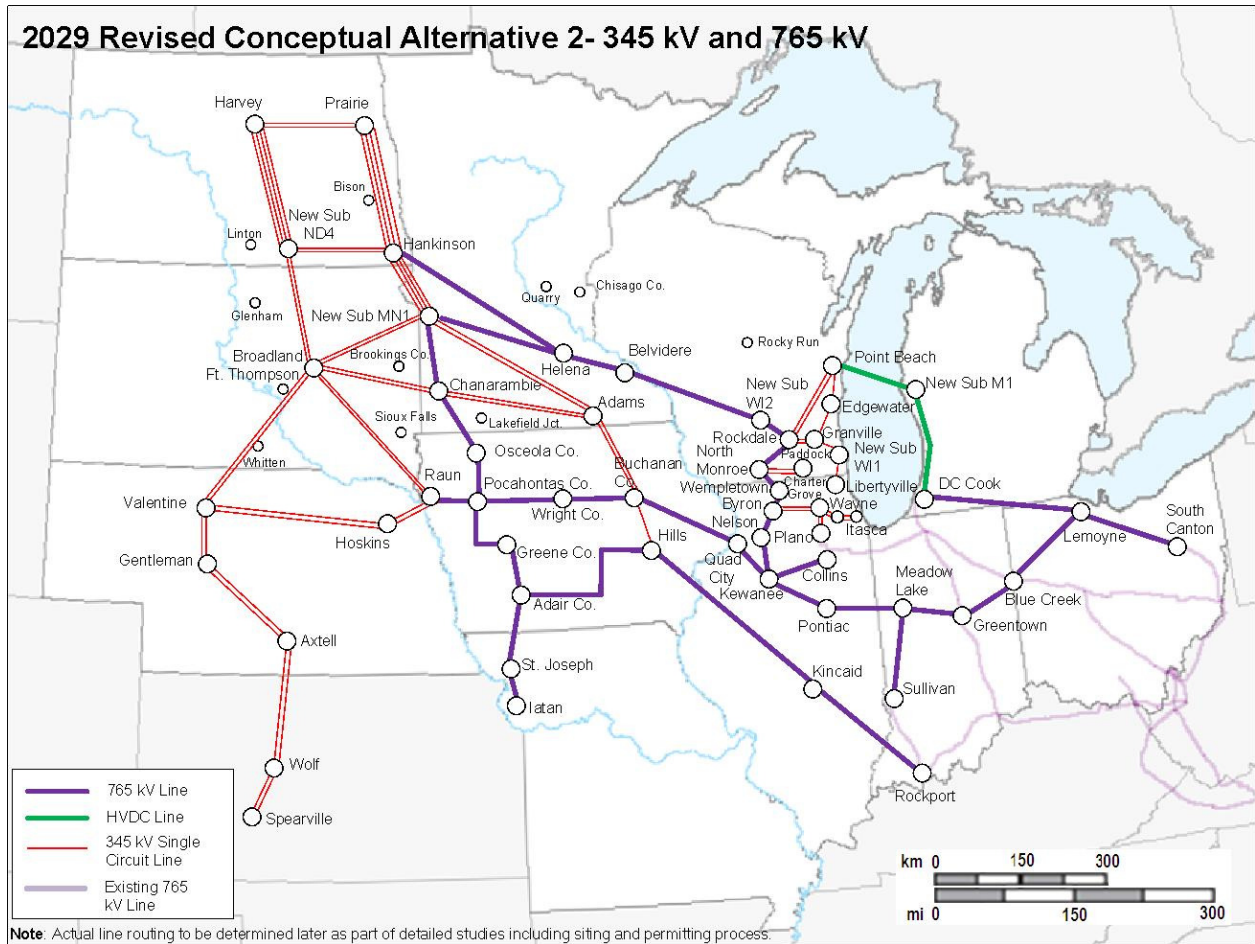 2029 Revised Conceptual Alternative 2- 345 kV and 765 kV
Harvey
Prairie
Bison
New Sub
ND4
Linton
Hankinson
Glenham
New Sub MN1
Quarry
Chisago Co.
Broadland
Ft. Thompson
Brookings Co.
Chanarambie
Helena
Belvidere
Rocky Run
Point Beach
New Sub M1
Sioux Falls
Lakefield Jct.
Adams
New Sub
WI2
Edgewater
Rockdale
Granville
Whitten
Osceola Co.
North
Monroe
Paddock
New Sub
WI1
Raun
Pocahontas Co.
Buchanan
Co.
Wempletown
Charter
Grove
Libertyville
DC Cook
Valentine
Wright Co.
Byron
Wayne
Hoskins
Nelson
Plano
Itasca
Lemoyne
South
Canton
Gentleman
Greene Co.
Hills
Quad
City
Collins
Kewanee
Meadow
Lake
Blue Creek
Adair Co.
Pontiac
Greentown
Axtell
St. Joseph
Kincaid
Sullivan
Iatan
Wolf
Rockport
Spearville
765 kV Line
HVDC Line
345 kV Single
Circuit Line
Existing 765
kV Line
km 0 150 300
mi 0 150 300
Note: Actual line routing to be determined later as part of detailed studies including siting and permitting process.